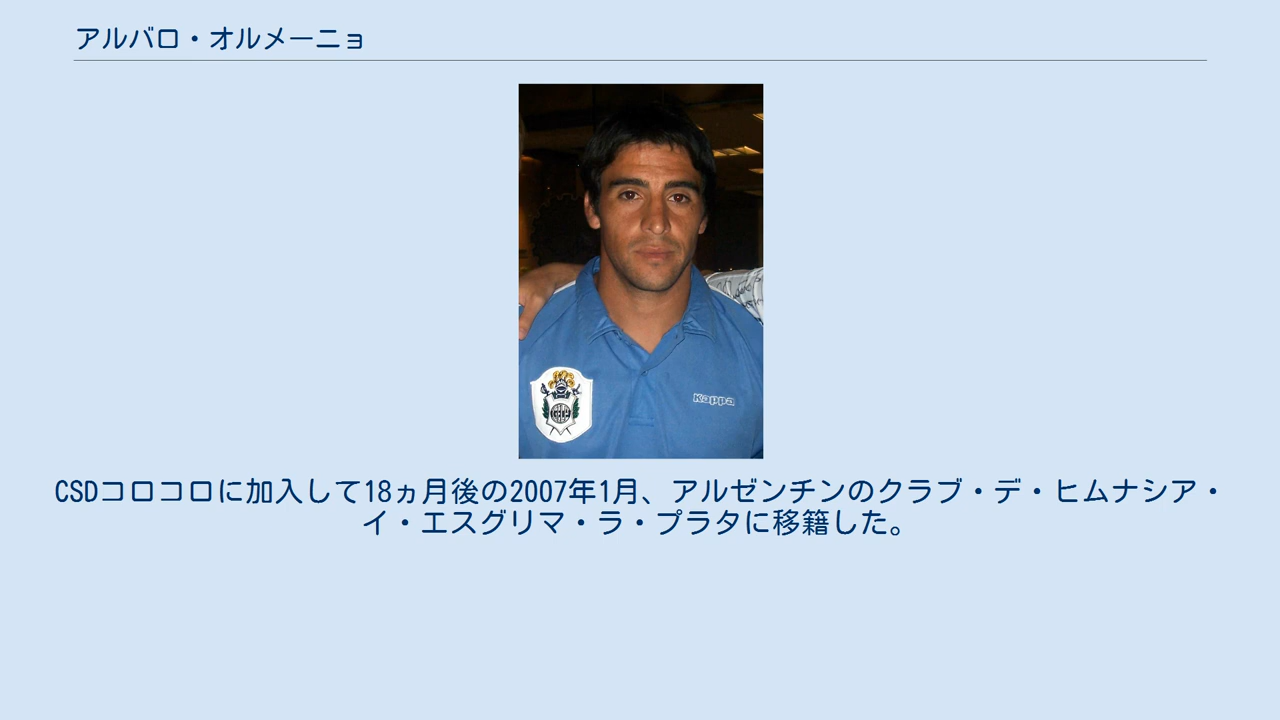 アルバロ・オルメーニョ
Kappa
CSDコロコロに加入して18ヵ月後の2007年1月、アルゼンチンのクラブ・デ・ヒムナシア・
イ・エスグリマ・ラ・プラタに移籍した。